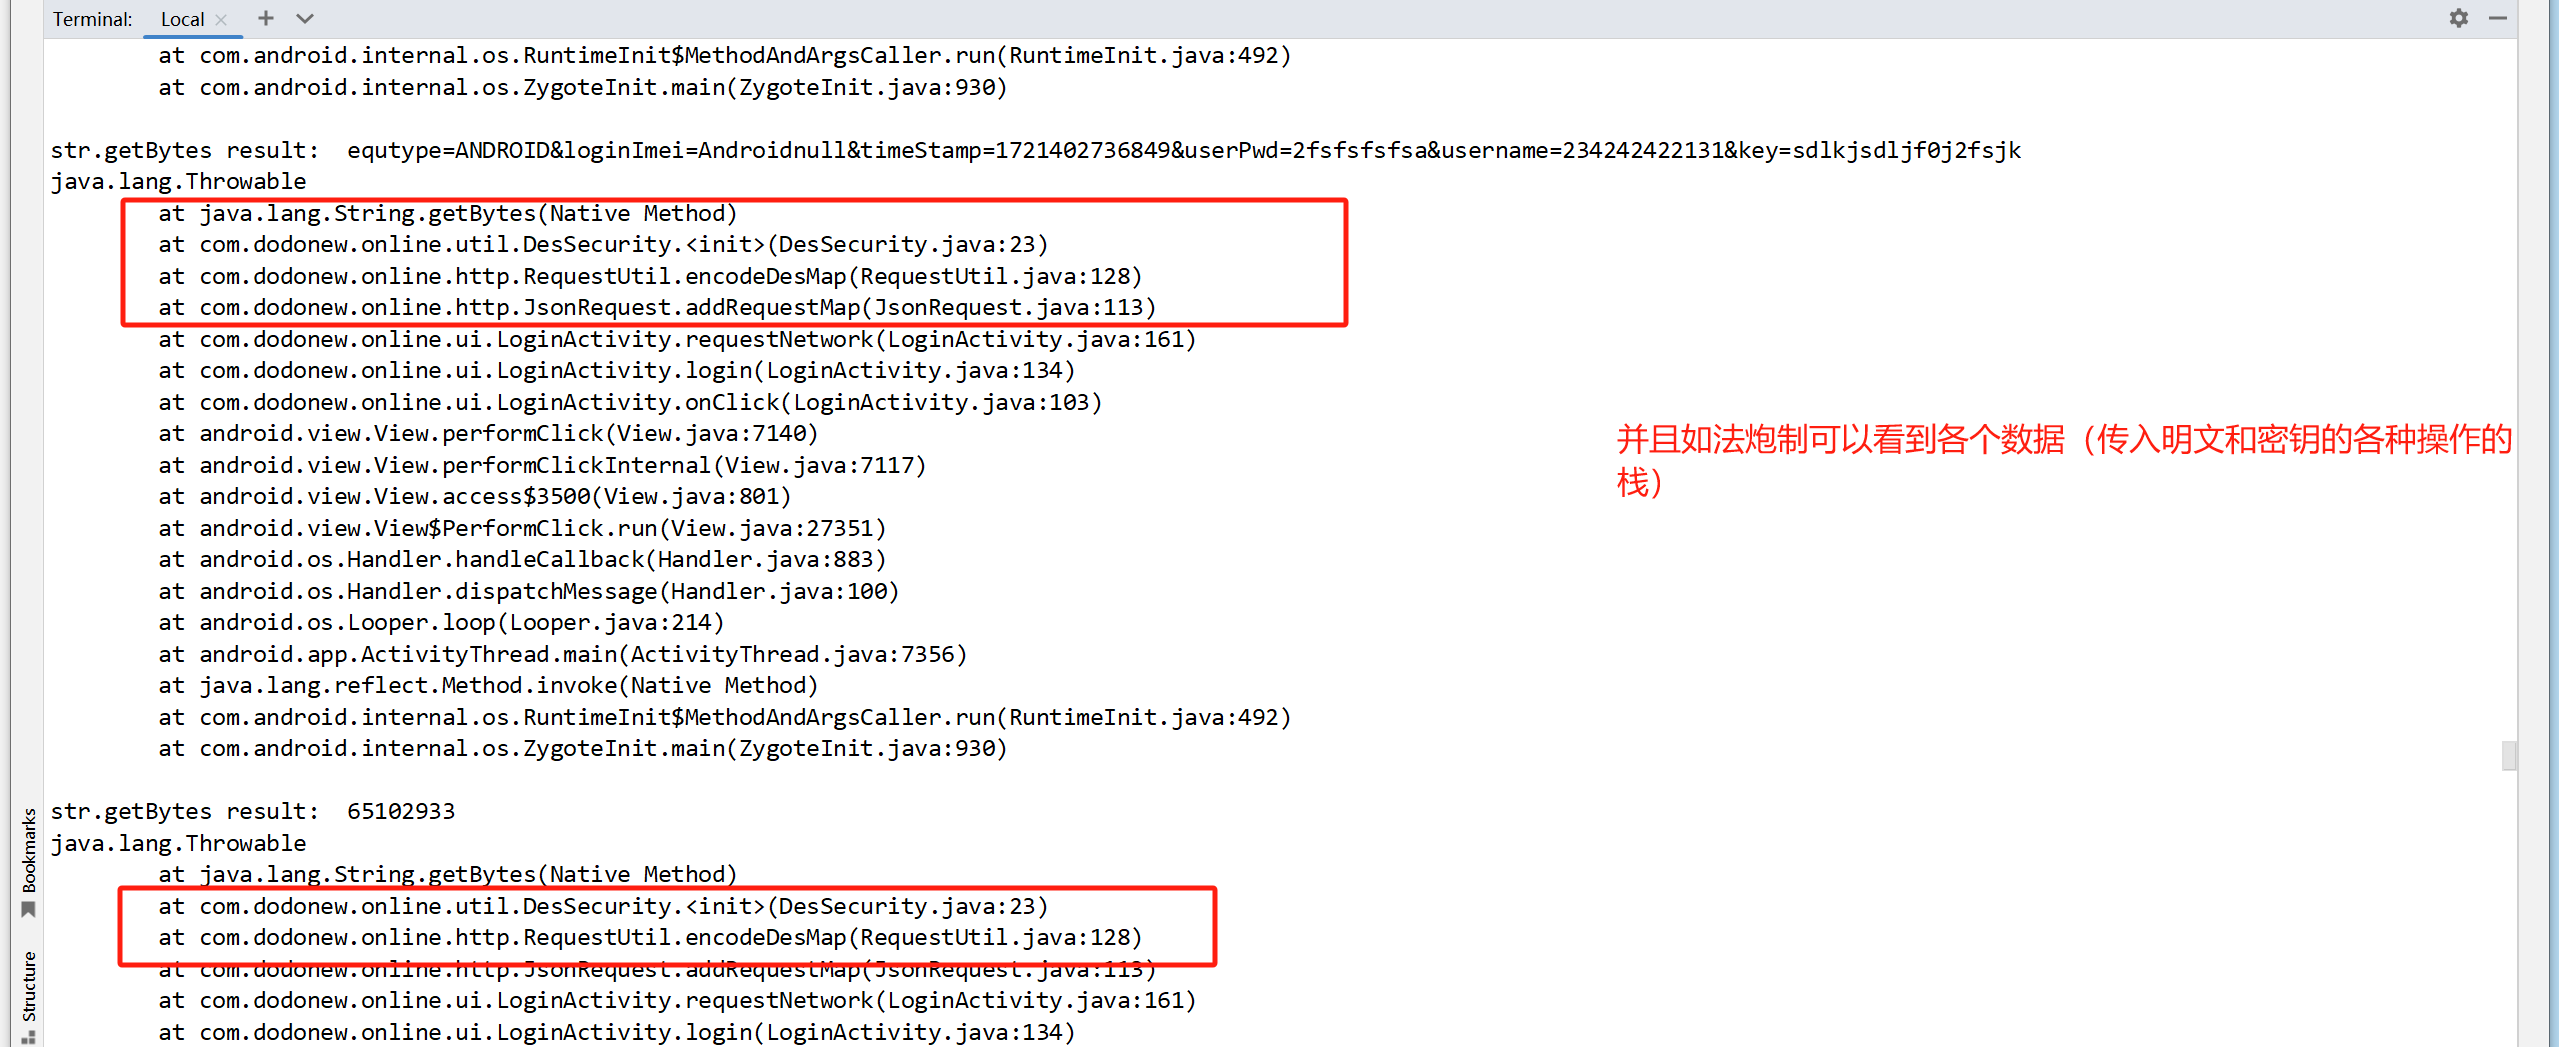 Terminal: Local
at com.android.internal.os.RuntimeInit$MethodAndArgsCaller.run(RuntimeInit.java:492)
at com.android.internal.os.ZygoteInit.main(ZygoteInit.java:930)
str.getBytes result:  equtype=ANDROID&loginImei=Androidnull&timeStamp=1721402736849&userPwd=2fsfsfsfsa&username=234242422131&key=sdlkjsdljf0j2fsjk
java.lang.Throwable
at java.lang.String.getBytes(Native Method)
at com.dodonew.online.util.DesSecurity.<init>(DesSecurity.java:23)
at com.dodonew.online.http.RequestUtil.encodeDesMap(RequestUtil.java:128)
at com.dodonew.online.http.JsonRequest.addRequestMap(JsonRequest.java:113)
at com.dodonew.online.ui.LoginActivity.requestNetwork(LoginActivity.java:161)
at com.dodonew.online.ui.LoginActivity.login(LoginActivity.java:134)
at com.dodonew.online.ui.LoginActivity.onClick(LoginActivity.java:103)
at android.view.View.performClick(View.java:7140)
at android.view.View.performClickInternal(View.java:7117)
at android.view.View.access$3500(View.java:801)
at android.view.View$PerformClick.run(View.java:27351)
at android.os.Handler.handleCallback(Handler.java:883)
at android.os.Handler.dispatchMessage(Handler.java:100)
at android.os.Looper.loop(Looper.java:214)
at android.app.ActivityThread.main(ActivityThread.java:7356)
at java.lang.reflect.Method.invoke(Native Method)
at com.android.internal.os.RuntimeInit$MethodAndArgsCaller.run(RuntimeInit.java:492)
at com.android.internal.os.ZygoteInit.main(ZygoteInit.java:930)
并且如法炮制可以看到各个数据（传入明文和密钥的各种操作的
栈）
str.getBytes result:  65102933
java.lang.Throwable
at java.lang.String.getBytes(Native Method)
at com.dodonew.online.util.DesSecurity.<init>(DesSecurity.java:23)
at com.dodonew.online.http.RequestUtil.encodeDesMap(RequestUtil.java:128)
at com.dodonew.online.http.JsonRequest.addRequestMap(JsonRequest.java:113)
at com.dodonew.online.ui.LoginActivity.requestNetwork(LoginActivity.java:161)
at com.dodonew.online.ui.LoginActivity.login(LoginActivity.java:134)
Bookmarks
Structure